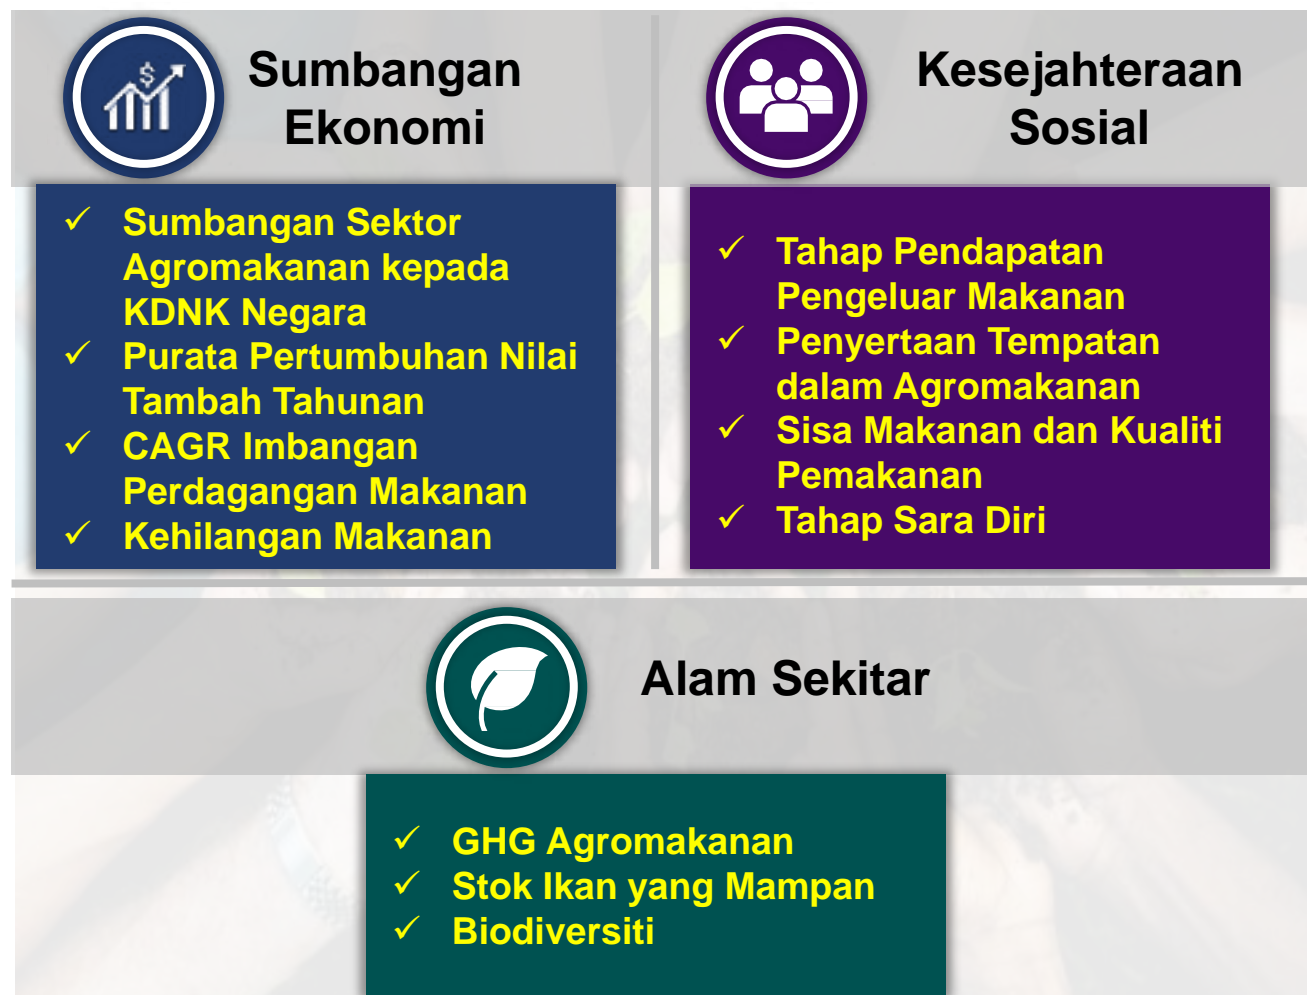 Sumbangan
Ekonomi
✓ Sumbangan Sektor
Agromakanan kepada
KDNK Negara
✓ Purata Pertumbuhan Nilai
Tambah Tahunan
✓ CAGR Imbangan
Perdagangan Makanan
✓ Kehilangan Makanan
Kesejahteraan
Sosial
✓ Tahap Pendapatan
Pengeluar Makanan
✓ Penyertaan Tempatan
dalam Agromakanan
✓ Sisa Makanan dan Kualiti
Pemakanan
✓ Tahap Sara Diri
Alam Sekitar
✓ GHG Agromakanan
✓ Stok Ikan yang Mampan
✓ Biodiversiti